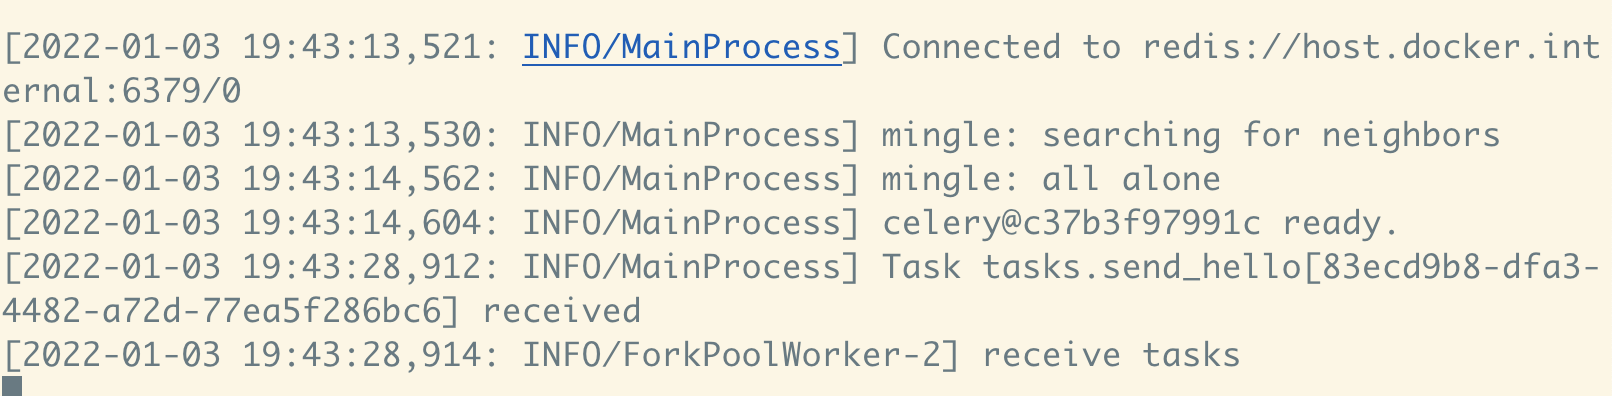 [2022-01-03 19:43:13,521: INFO/MainProcess] Connected to redis://host.docker.int
ernal:6379/0
[2022-01-03 19:43:13,530: INFO/MainProcess] mingle: searching for neighbors
[2022-01-03 19:43:14,562: INFO/MainProcess] mingle: all alone
[2022-01-03 19:43:14,604: INFO/MainProcess] celery@c37b3f97991c ready.
[2022-01-03 19:43:28,912: INFO/MainProcess] Task tasks.send_hello[83ecd9b8-dfa3-
4482-a72d-77ea5f286bc6] received
[2022-01-03 19:43:28,914: INFO/ForkPoolWorker-2] receive tasks